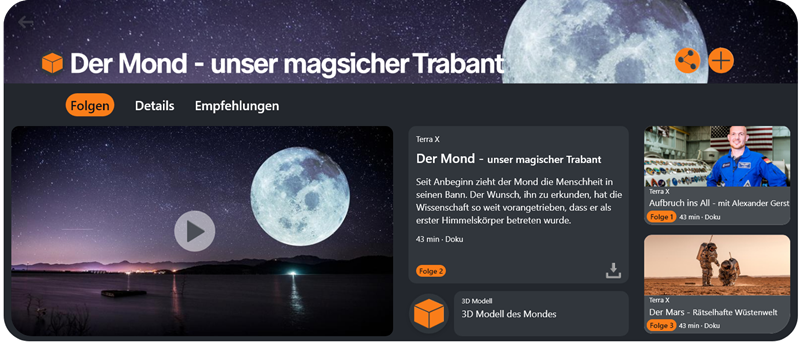 Der Mond - unser magsicher Trabant
Folgen
Details
Empfehlungen
Terra X
Der Mond - unser magischer Trabant
Seit Anbeginn zieht der Mond die Menschheit in
seinen Bann. Der Wunsch, ihn zu erkunden, hat die
Wissenschaft so weit vorangetrieben, dass er als
erster Himmelskörper betreten wurde.
43 min · Doku
Folge 2
3D Modell
3D Modell des Mondes
Terra X
Aufbruch ins All - mit Alexander Gerst
Folge 1 43 min · Doku
Terra X
Der Mars - Rätselhafte Wüstenwelt
Folge 3 43 min · Doku